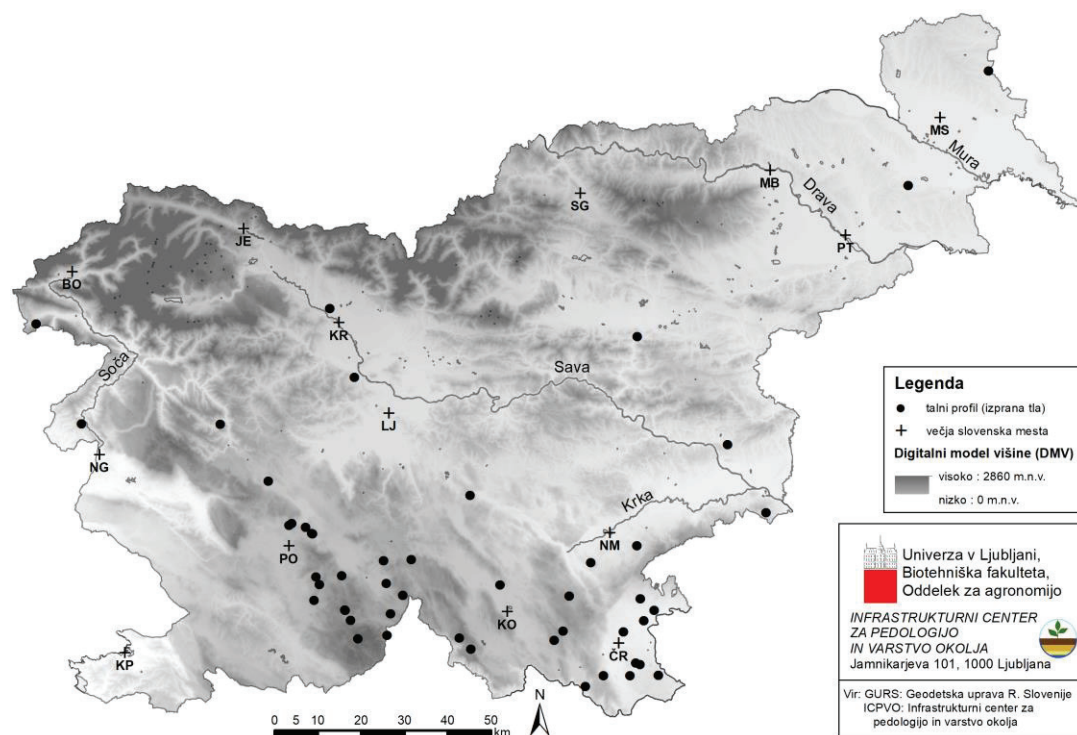 MS
Mura
MB
Drava
SG
PT
JE
BO
KR
Soča
Sava
LJ
NG
Krka
NM
PO
KO
ČR
KP
N
0 5 10 20 30 40 50
km
Legenda
talni profil (izprana tla)
večja slovenska mesta
Digitalni model višine (DMV)
visoko : 2860 m.n.v.
nizko : 0 m.n.v.
Univerza v Ljubljani,
Biotehniška fakulteta,
Oddelek za agronomijo
INFRASTRUKTURNI CENTER
ZA PEDOLOGIJO
IN VARSTVO OKOLJA
Jamnikarjeva 101, 1000 Ljubljana
Vir: GURS: Geodetska uprava R. Slovenije
ICPVO: Infrastrukturni center za
pedologijo in varstvo okolja